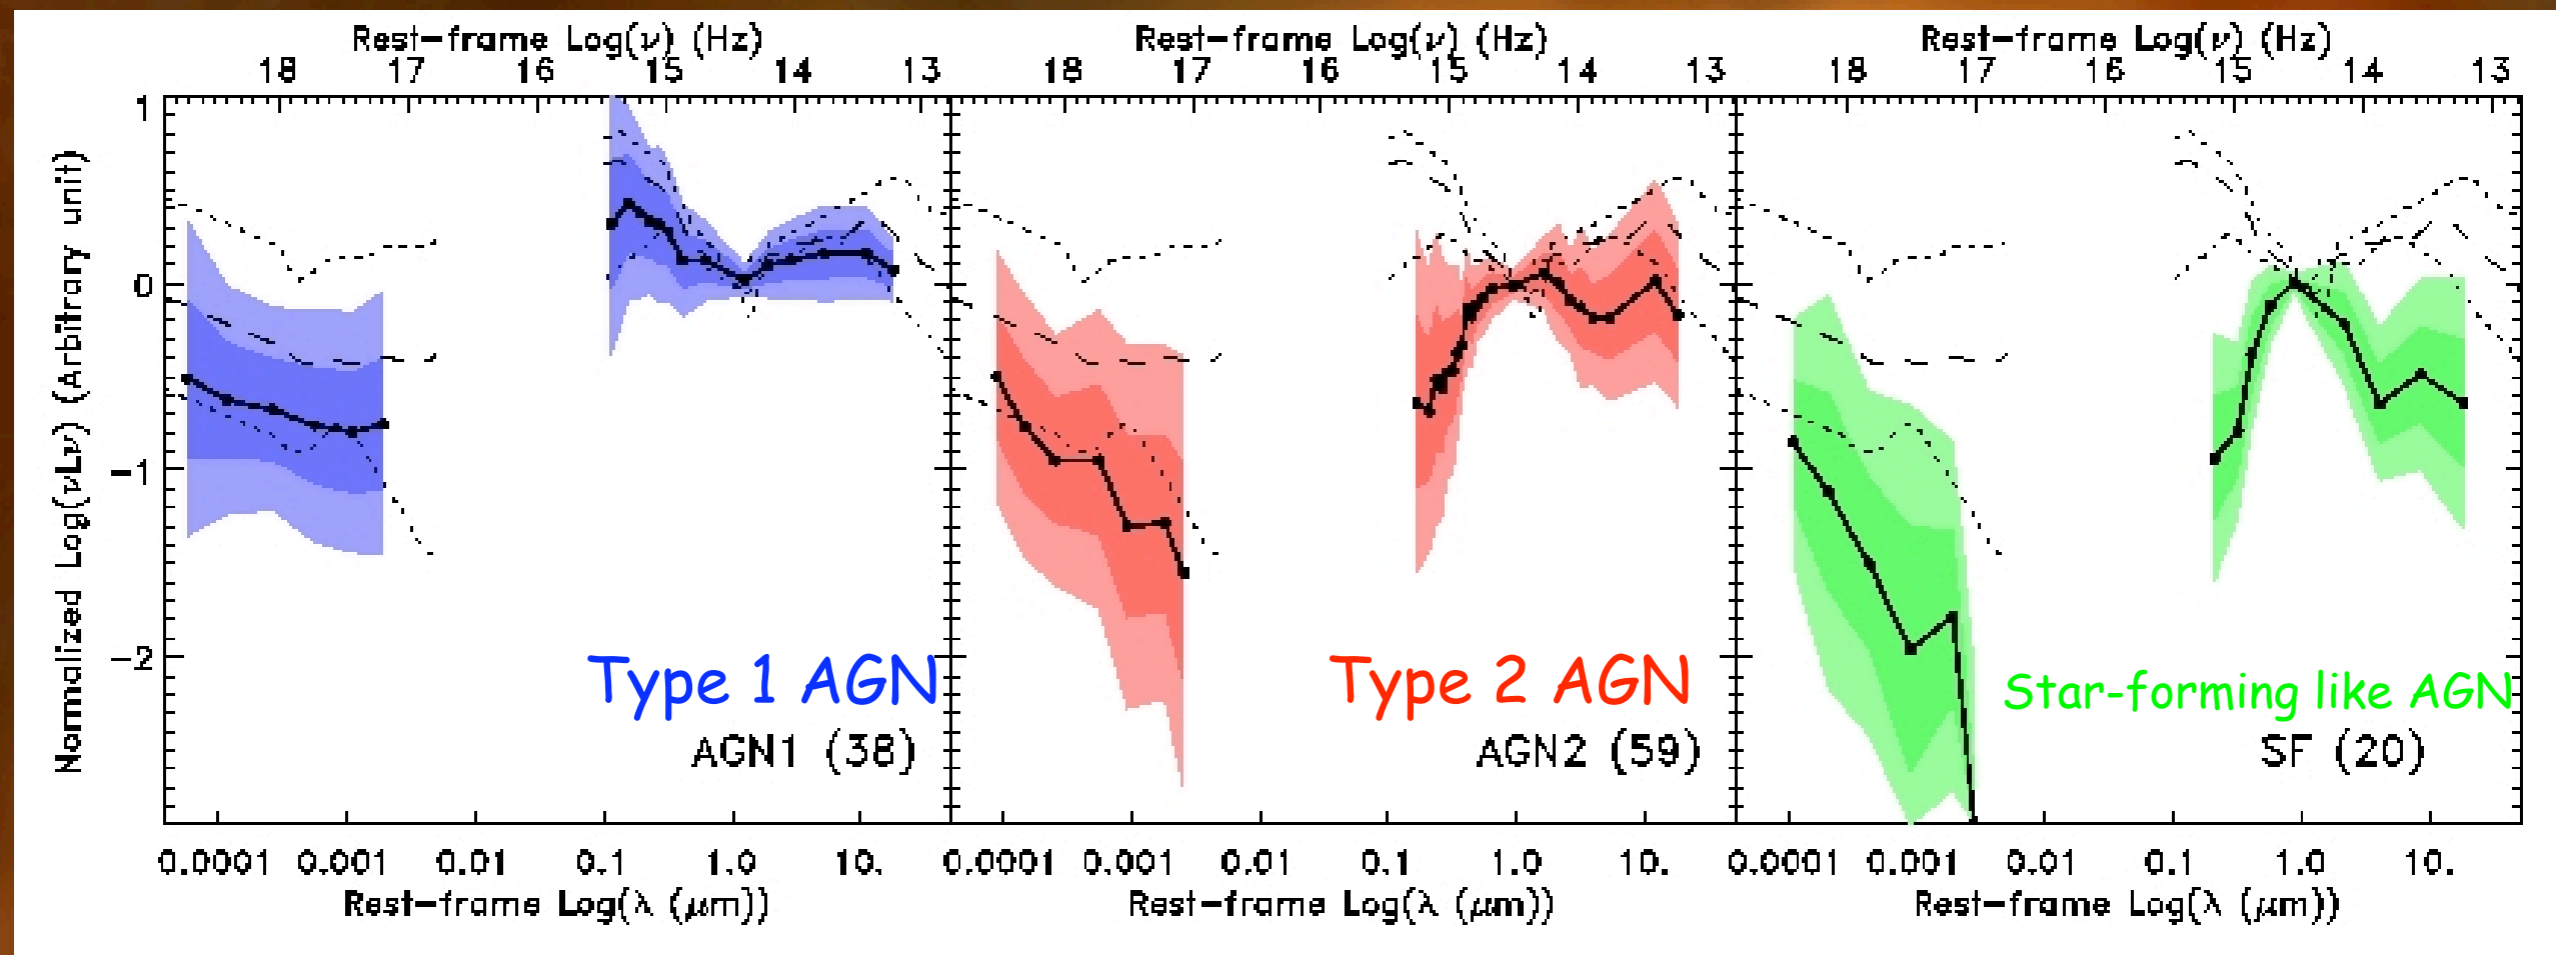 Rest-frame Log(ν) (Hz)
Rest-frame Log(ν) (Hz)
Rest-frame Log(ν) (Hz)
18 17 16 15 14 13
18 17 16 15 14 13
18 17 16 15 14 13
Normalized Log(νLν) (Arbitrary unit)
1
0
-1
-2
Type 1 AGN
AGN1 (38)
Type 2 AGN
AGN2 (59)
Star-forming like AGN
SF (20)
0.0001 0.001 0.01 0.1 1.0 10.
0.0001 0.001 0.01 0.1 1.0 10.
0.0001 0.001 0.01 0.1 1.0 10.
Rest-frame Log(λ (μm))
Rest-frame Log(λ (μm))
Rest-frame Log(λ (μm))